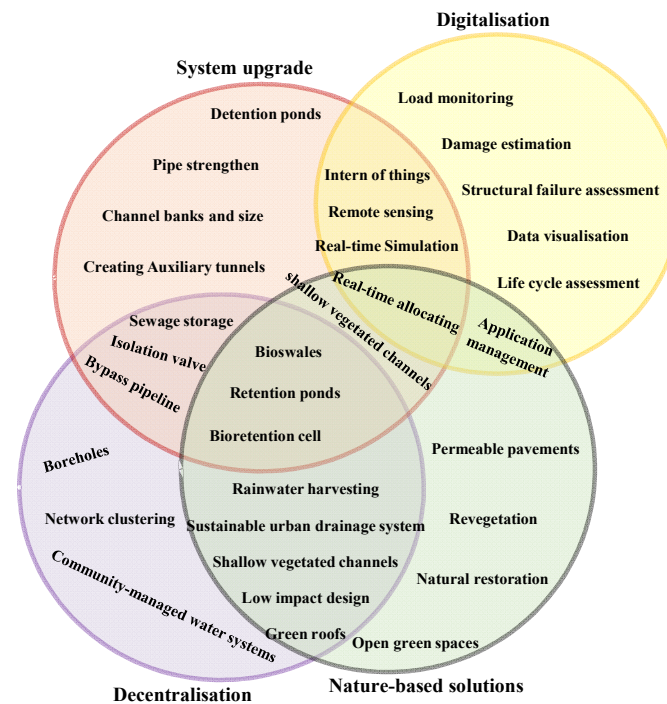 Digitalisation
System upgrade
Load monitoring
Detention ponds
Damage estimation
Pipe strengthen
Intern of things
Structural failure assessment
Channel banks and size
Remote sensing
Data visualisation
Real-time Simulation
Creating Auxiliary tunnels
Life cycle assessment
Real-time allocating
shallow vegetated channels
Application
management
Sewage storage
Isolation valve
Bypass pipeline
Bioswales
Retention ponds
Bioretention cell
Permeable pavements
Boreholes
Rainwater harvesting
Network clustering
Sustainable urban drainage system
Revegetation
Community-managed water systems
Shallow vegetated channels
Natural restoration
Low impact design
Green roofs
Open green spaces
Decentralisation
Nature-based solutions